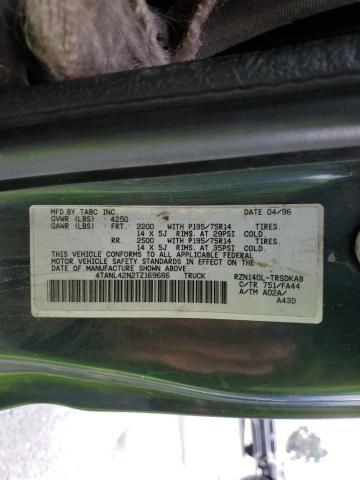 MFD BY TABC INC. DATE 04/96
GVWR (LBS) 4250
GAWR (LBS) FRT. 2200 WITH P195/75R14
14 X 5J RIMS. AT 29PSI COLD.
RR. 2500 WITH P195/75R14
14 X 5J RIMS. AT 35PSI COLD.
THIS VEHICLE CONFORMS TO ALL APPLICABLE FEDERAL
MOTOR VEHICLE SAFETY STANDARDS IN EFFECT ON
THE DATE OF MANUFACTURE SHOWN ABOVE.
4TANL42N2TZ169686 TRUCK RZN140L-TRSDKAB
C/TR 751/FA44
A/TM A02A/
A43D